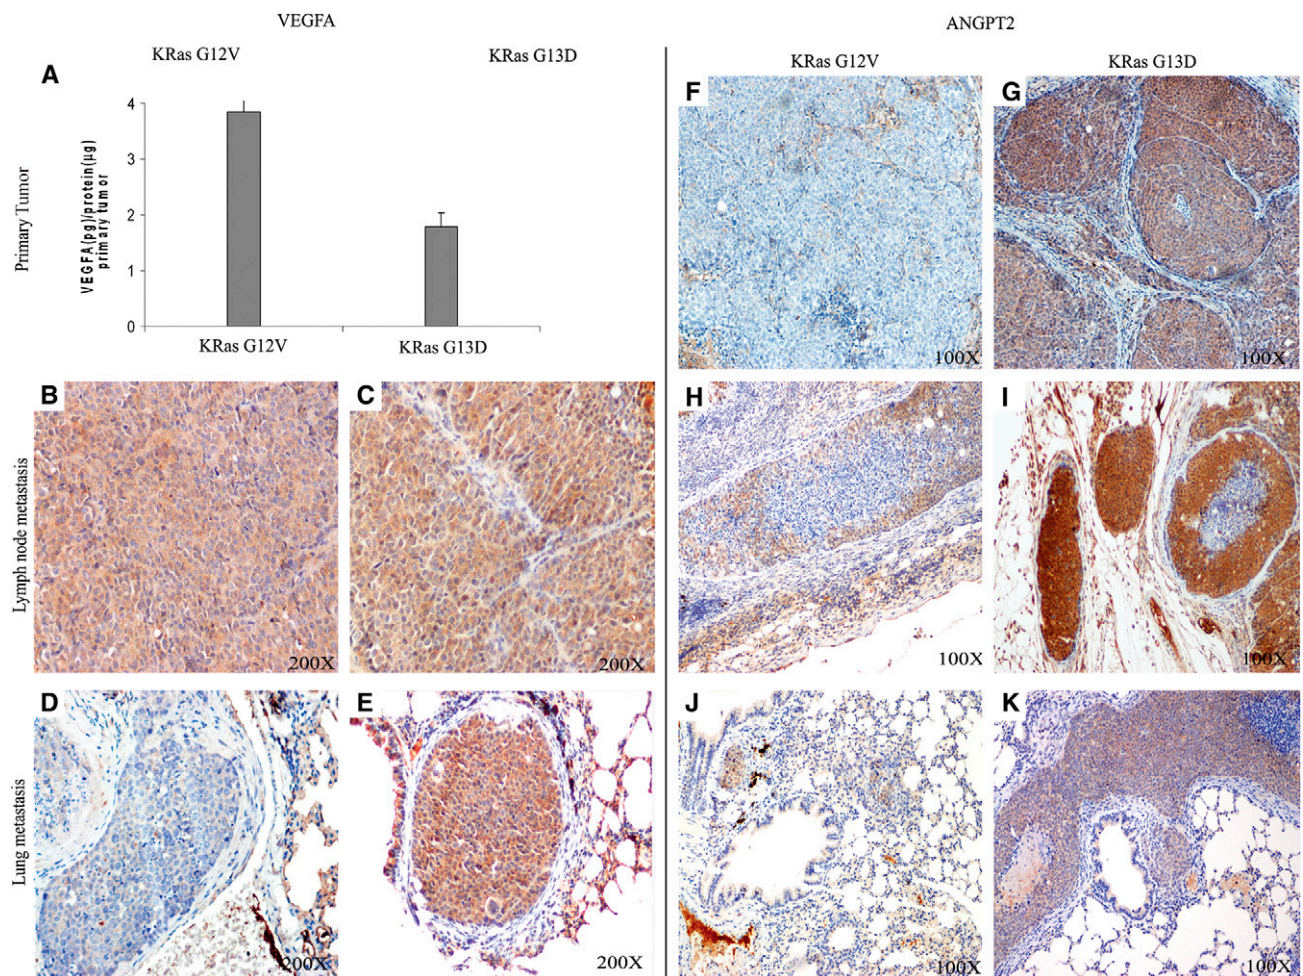 VEGFA
ANGPT2
KRas G12V
KRas G13D
KRas G12V
KRas G13D
A
Primary Tumor
VEGFA(pg)/protein(µg)
primary tumor
4
3
2
1
0
KRas G12V
KRas G13D
F
100X
G
100X
Lymph node metastasis
B
200X
C
200X
H
100X
I
100X
Lung metastasis
D
200X
E
200X
J
100X
K
100X